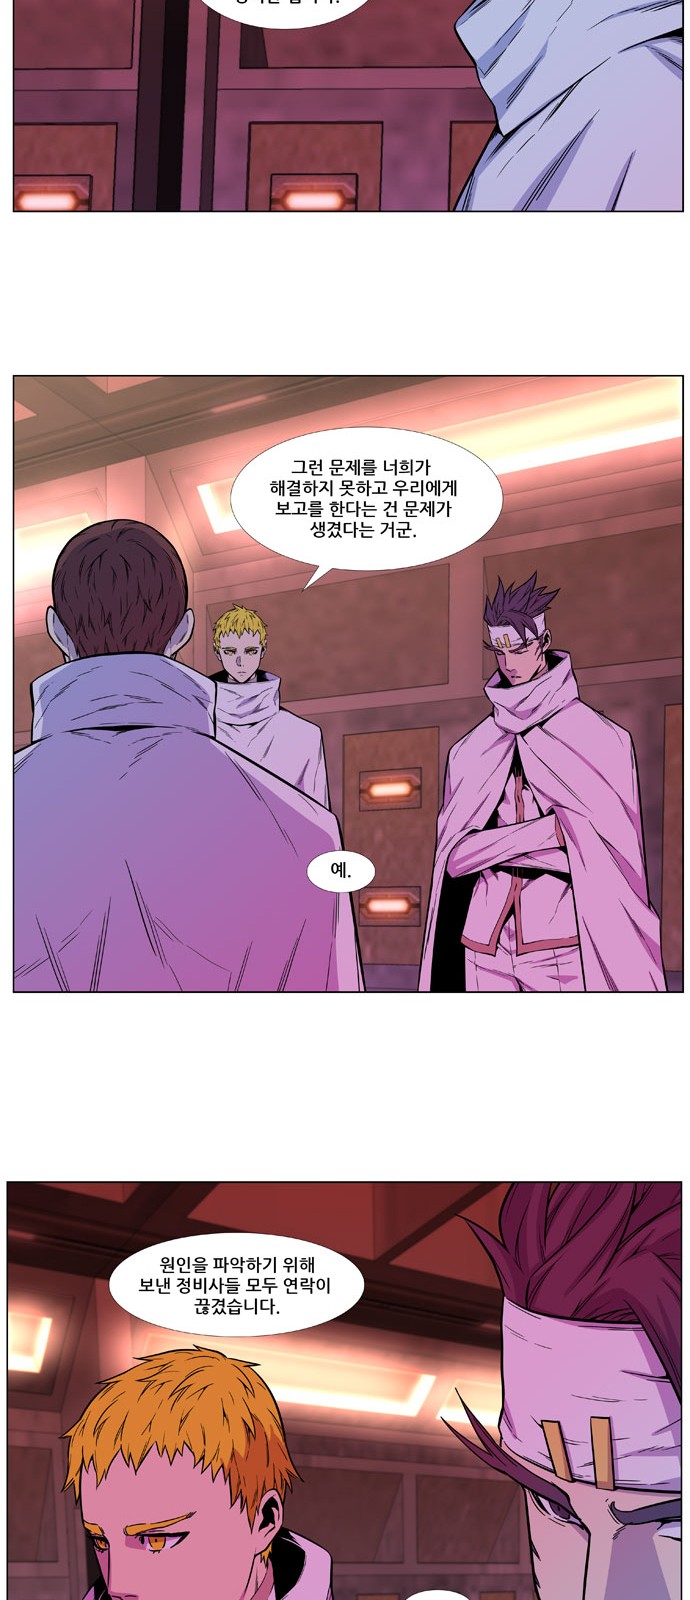 그런 문제를 너희가
해결하지 못하고 우리에게
보고를 한다는 건 문제가
생겼다는 거군.
예.
원인을 파악하기 위해
보낸 정비사들 모두 연락이
끊겼습니다.